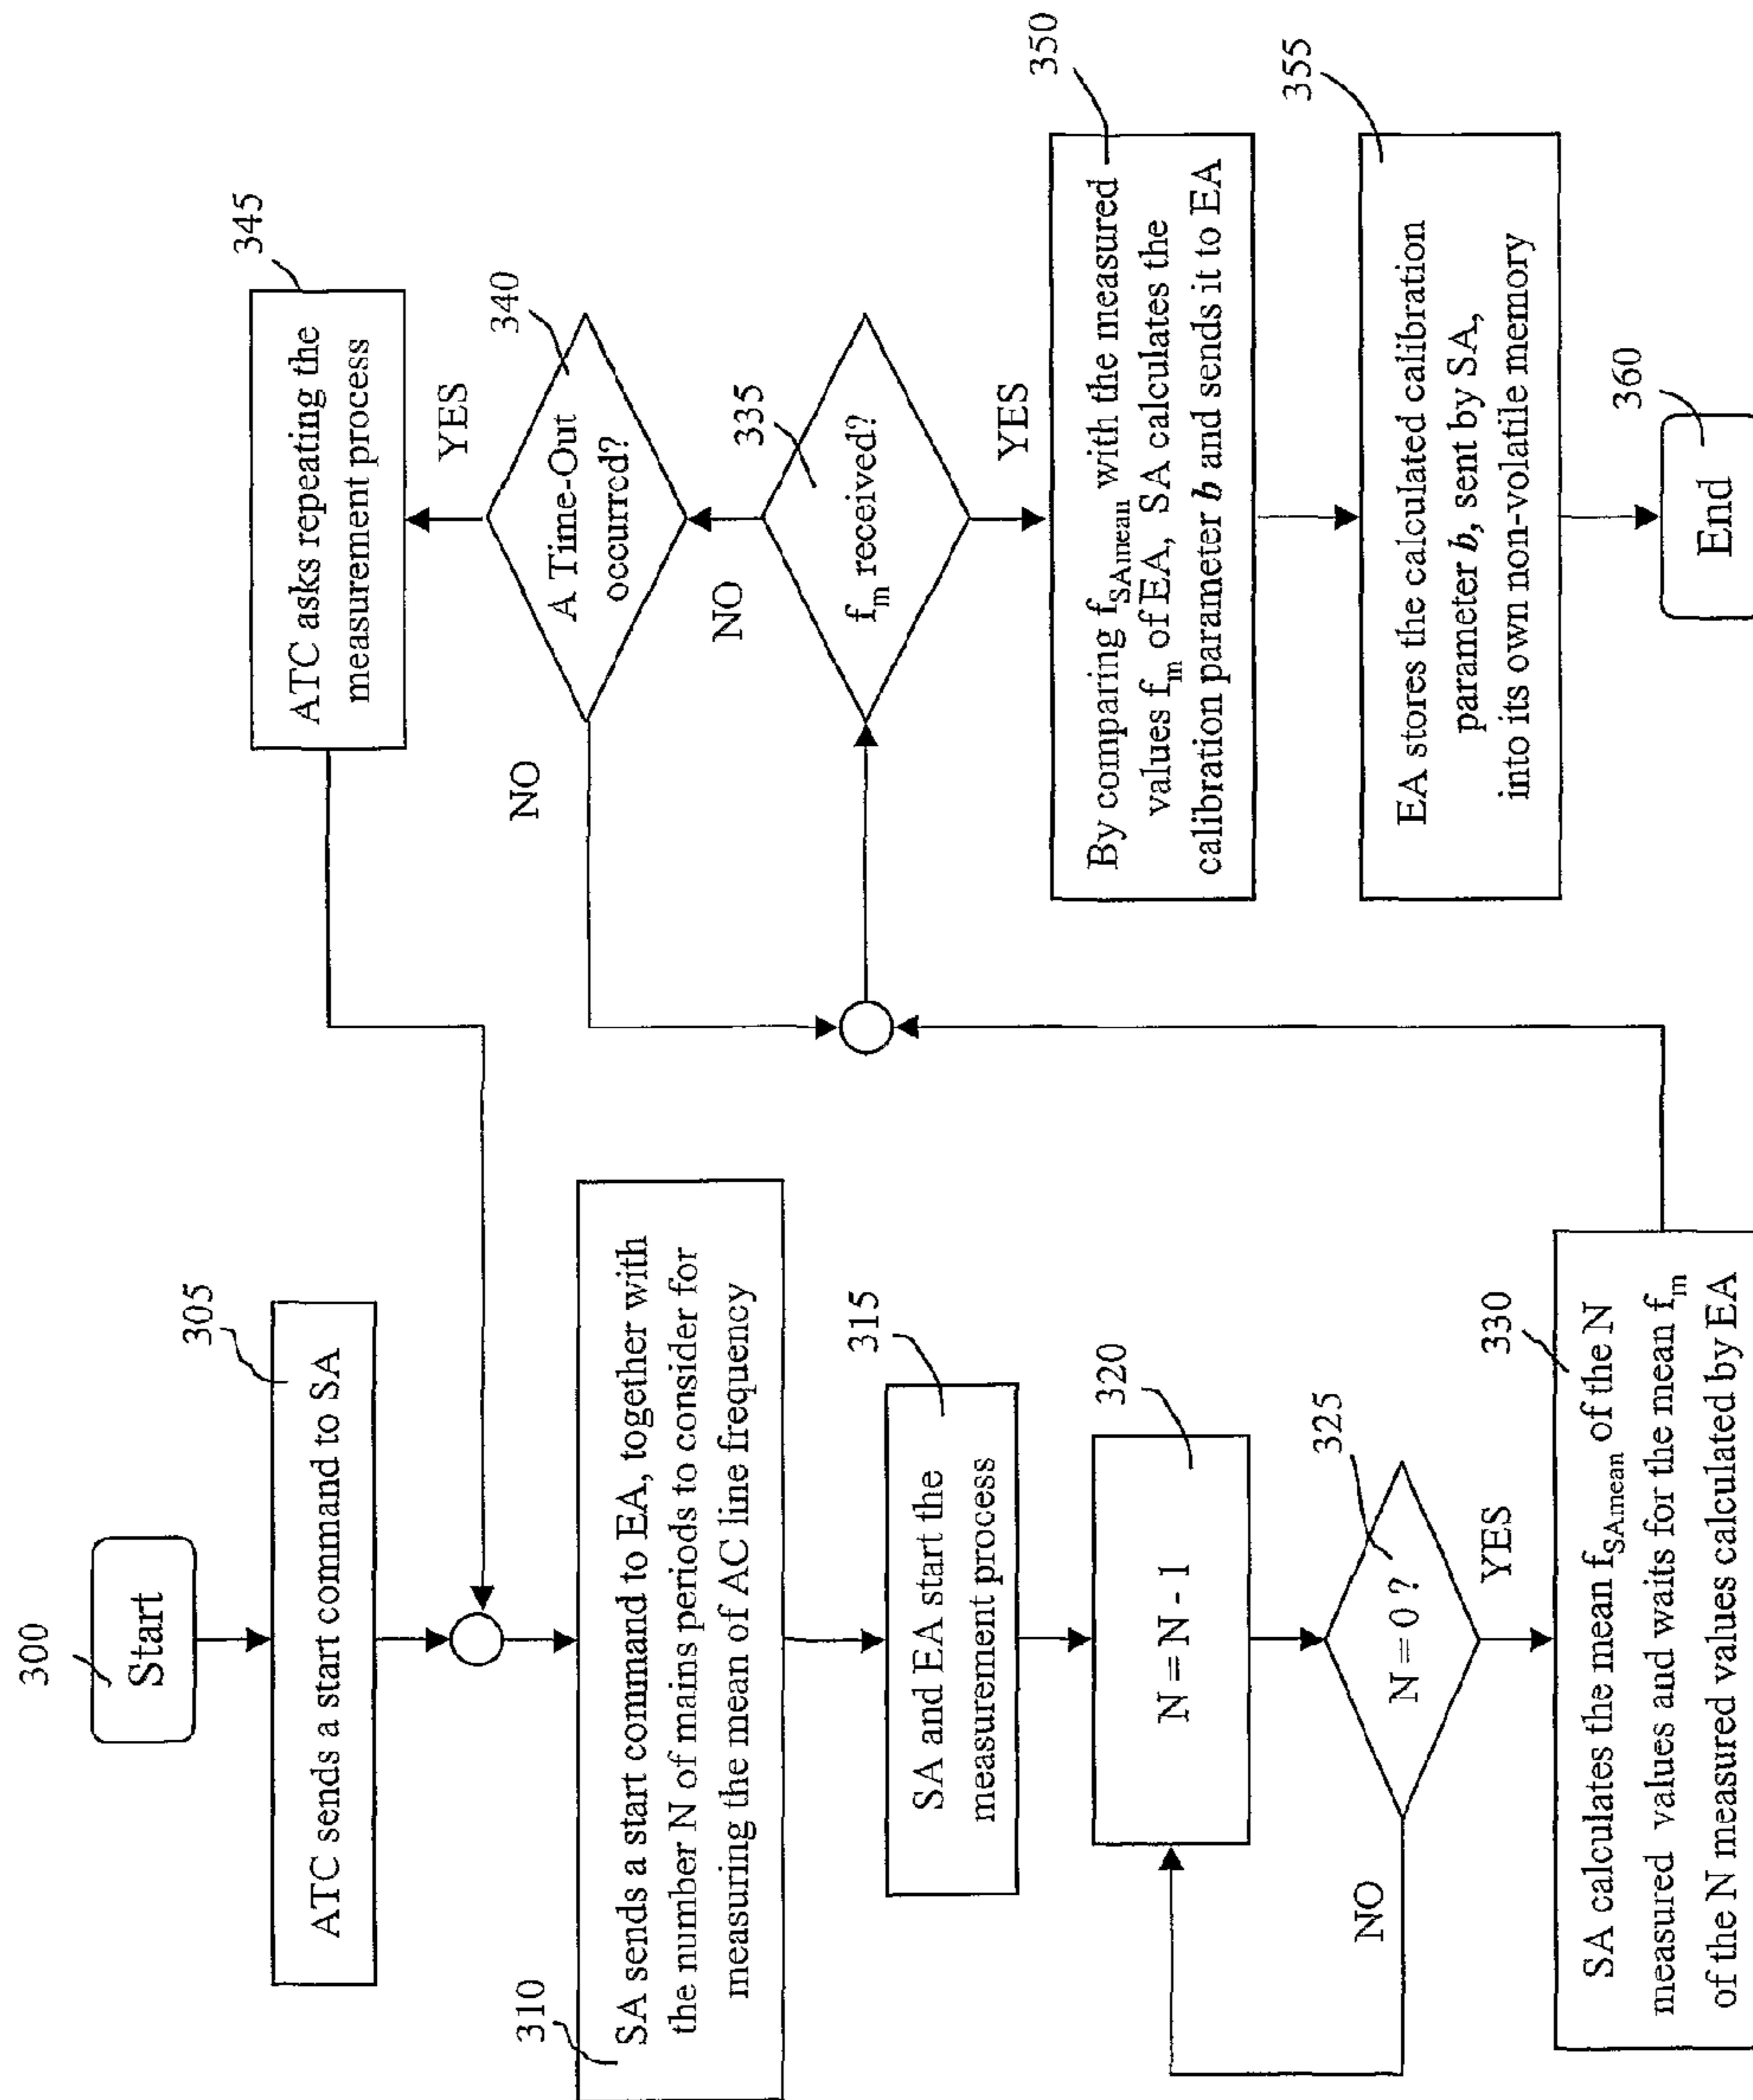 300
Start
305
ATC sends a start command to SA
310
SA sends a start command to EA, together with
the number N of mains periods to consider for
measuring the mean of AC line frequency
315
SA and EA start the
measurement process
320
N = N - 1
325
N = 0 ?
NO
YES
330
SA calculates the mean f_SAmean of the N
measured values and waits for the mean f_m
of the N measured values calculated by EA
345
ATC asks repeating the
measurement process
YES
340
A Time-Out
occurred?
NO
NO
335
f_m received?
YES
350
By comparing f_SAmean with the measured
values f_m of EA, SA calculates the
calibration parameter b and sends it to EA
355
EA stores the calculated calibration
parameter b, sent by SA,
into its own non-volatile memory
360
End